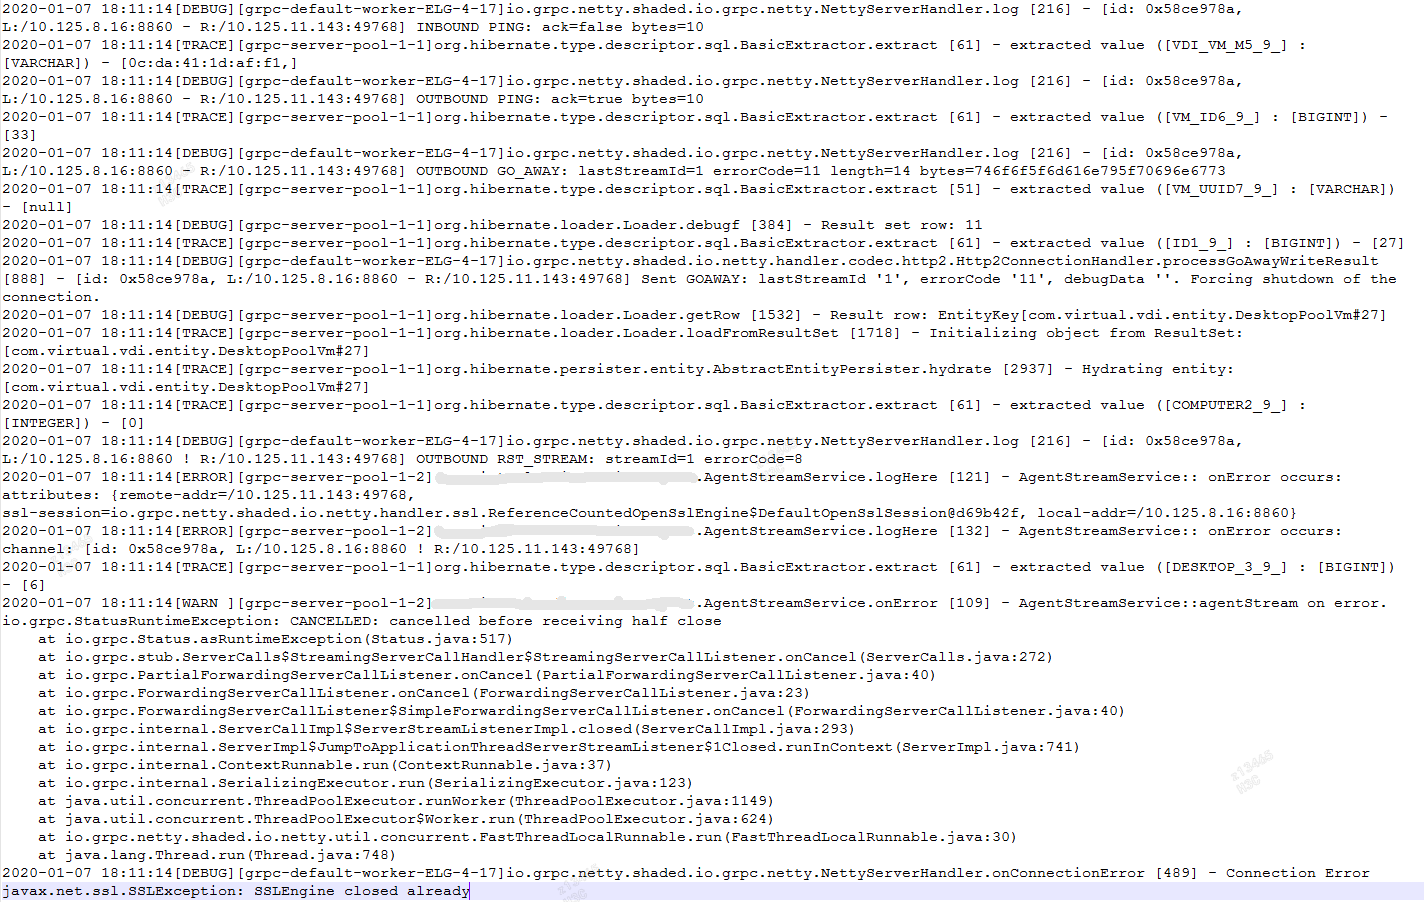 2020-01-07 18:11:14[DEBUG][grpc-default-worker-ELG-4-17]io.grpc.netty.shaded.io.grpc.netty.NettyServerHandler.log [216] - [id: 0x58ce978a,
L:/10.125.8.16:8860 - R:/10.125.11.143:49768] INBOUND PING: ack=false bytes=10
2020-01-07 18:11:14[TRACE][grpc-server-pool-1-1]org.hibernate.type.descriptor.sql.BasicExtractor.extract [61] - extracted value ([VDI_VM_M5_9_] :
[VARCHAR]) - [0c:da:41:1d:af:f1,]
2020-01-07 18:11:14[DEBUG][grpc-default-worker-ELG-4-17]io.grpc.netty.shaded.io.grpc.netty.NettyServerHandler.log [216] - [id: 0x58ce978a,
L:/10.125.8.16:8860 - R:/10.125.11.143:49768] OUTBOUND PING: ack=true bytes=10
2020-01-07 18:11:14[TRACE][grpc-server-pool-1-1]org.hibernate.type.descriptor.sql.BasicExtractor.extract [61] - extracted value ([VM_ID6_9_] : [BIGINT]) -
[33]
2020-01-07 18:11:14[DEBUG][grpc-default-worker-ELG-4-17]io.grpc.netty.shaded.io.grpc.netty.NettyServerHandler.log [216] - [id: 0x58ce978a,
L:/10.125.8.16:8860 - R:/10.125.11.143:49768] OUTBOUND GO_AWAY: lastStreamId=1 errorCode=11 length=14 bytes=746f6f5f6d616e795f70696e6773
2020-01-07 18:11:14[TRACE][grpc-server-pool-1-1]org.hibernate.type.descriptor.sql.BasicExtractor.extract [51] - extracted value ([VM_UUID7_9_] : [VARCHAR])
- [null]
2020-01-07 18:11:14[DEBUG][grpc-server-pool-1-1]org.hibernate.loader.Loader.debugf [384] - Result set row: 11
2020-01-07 18:11:14[TRACE][grpc-server-pool-1-1]org.hibernate.type.descriptor.sql.BasicExtractor.extract [61] - extracted value ([ID1_9_] : [BIGINT]) - [27]
2020-01-07 18:11:14[DEBUG][grpc-default-worker-ELG-4-17]io.grpc.netty.shaded.io.netty.handler.codec.http2.Http2ConnectionHandler.processGoAwayWriteResult
[888] - [id: 0x58ce978a, L:/10.125.8.16:8860 - R:/10.125.11.143:49768] Sent GOAWAY: lastStreamId '1', errorCode '11', debugData ''. Forcing shutdown of the
connection.
2020-01-07 18:11:14[DEBUG][grpc-server-pool-1-1]org.hibernate.loader.Loader.getRow [1532] - Result row: EntityKey[com.virtual.vdi.entity.DesktopPoolVm#27]
2020-01-07 18:11:14[TRACE][grpc-server-pool-1-1]org.hibernate.loader.Loader.loadFromResultSet [1718] - Initializing object from ResultSet:
[com.virtual.vdi.entity.DesktopPoolVm#27]
2020-01-07 18:11:14[TRACE][grpc-server-pool-1-1]org.hibernate.persister.entity.AbstractEntityPersister.hydrate [2937] - Hydrating entity:
[com.virtual.vdi.entity.DesktopPoolVm#27]
2020-01-07 18:11:14[TRACE][grpc-server-pool-1-1]org.hibernate.type.descriptor.sql.BasicExtractor.extract [61] - extracted value ([COMPUTER2_9_] :
[INTEGER]) - [0]
2020-01-07 18:11:14[DEBUG][grpc-default-worker-ELG-4-17]io.grpc.netty.shaded.io.grpc.netty.NettyServerHandler.log [216] - [id: 0x58ce978a,
L:/10.125.8.16:8860 ! R:/10.125.11.143:49768] OUTBOUND RST_STREAM: streamId=1 errorCode=8
2020-01-07 18:11:14[ERROR][grpc-server-pool-1-2] .AgentStreamService.logHere [121] - AgentStreamService:: onError occurs:
attributes: {remote-addr=/10.125.11.143:49768,
ssl-session=io.grpc.netty.shaded.io.netty.handler.ssl.ReferenceCountedOpenSslEngine$DefaultOpenSslSession@d69b42f, local-addr=/10.125.8.16:8860}
2020-01-07 18:11:14[ERROR][grpc-server-pool-1-2] .AgentStreamService.logHere [132] - AgentStreamService:: onError occurs:
channel: [id: 0x58ce978a, L:/10.125.8.16:8860 ! R:/10.125.11.143:49768]
2020-01-07 18:11:14[TRACE][grpc-server-pool-1-1]org.hibernate.type.descriptor.sql.BasicExtractor.extract [61] - extracted value ([DESKTOP_3_9_] : [BIGINT])
- [6]
2020-01-07 18:11:14[WARN ][grpc-server-pool-1-2] .AgentStreamService.onError [109] - AgentStreamService::agentStream on error.
io.grpc.StatusRuntimeException: CANCELLED: cancelled before receiving half close
at io.grpc.Status.asRuntimeException(Status.java:517)
at io.grpc.stub.ServerCalls$StreamingServerCallHandler$StreamingServerCallListener.onCancel(ServerCalls.java:272)
at io.grpc.PartialForwardingServerCallListener.onCancel(PartialForwardingServerCallListener.java:40)
at io.grpc.ForwardingServerCallListener.onCancel(ForwardingServerCallListener.java:23)
at io.grpc.ForwardingServerCallListener$SimpleForwardingServerCallListener.onCancel(ForwardingServerCallListener.java:40)
at io.grpc.internal.ServerCallImpl$ServerStreamListenerImpl.closed(ServerCallImpl.java:293)
at io.grpc.internal.ServerImpl$JumpToApplicationThreadServerStreamListener$1Closed.runInContext(ServerImpl.java:741)
at io.grpc.internal.ContextRunnable.run(ContextRunnable.java:37)
at io.grpc.internal.SerializingExecutor.run(SerializingExecutor.java:123)
at java.util.concurrent.ThreadPoolExecutor.runWorker(ThreadPoolExecutor.java:1149)
at java.util.concurrent.ThreadPoolExecutor$Worker.run(ThreadPoolExecutor.java:624)
at io.grpc.netty.shaded.io.netty.util.concurrent.FastThreadLocalRunnable.run(FastThreadLocalRunnable.java:30)
at java.lang.Thread.run(Thread.java:748)
2020-01-07 18:11:14[DEBUG][grpc-default-worker-ELG-4-17]io.grpc.netty.shaded.io.grpc.netty.NettyServerHandler.onConnectionError [489] - Connection Error
javax.net.ssl.SSLException: SSLEngine closed already